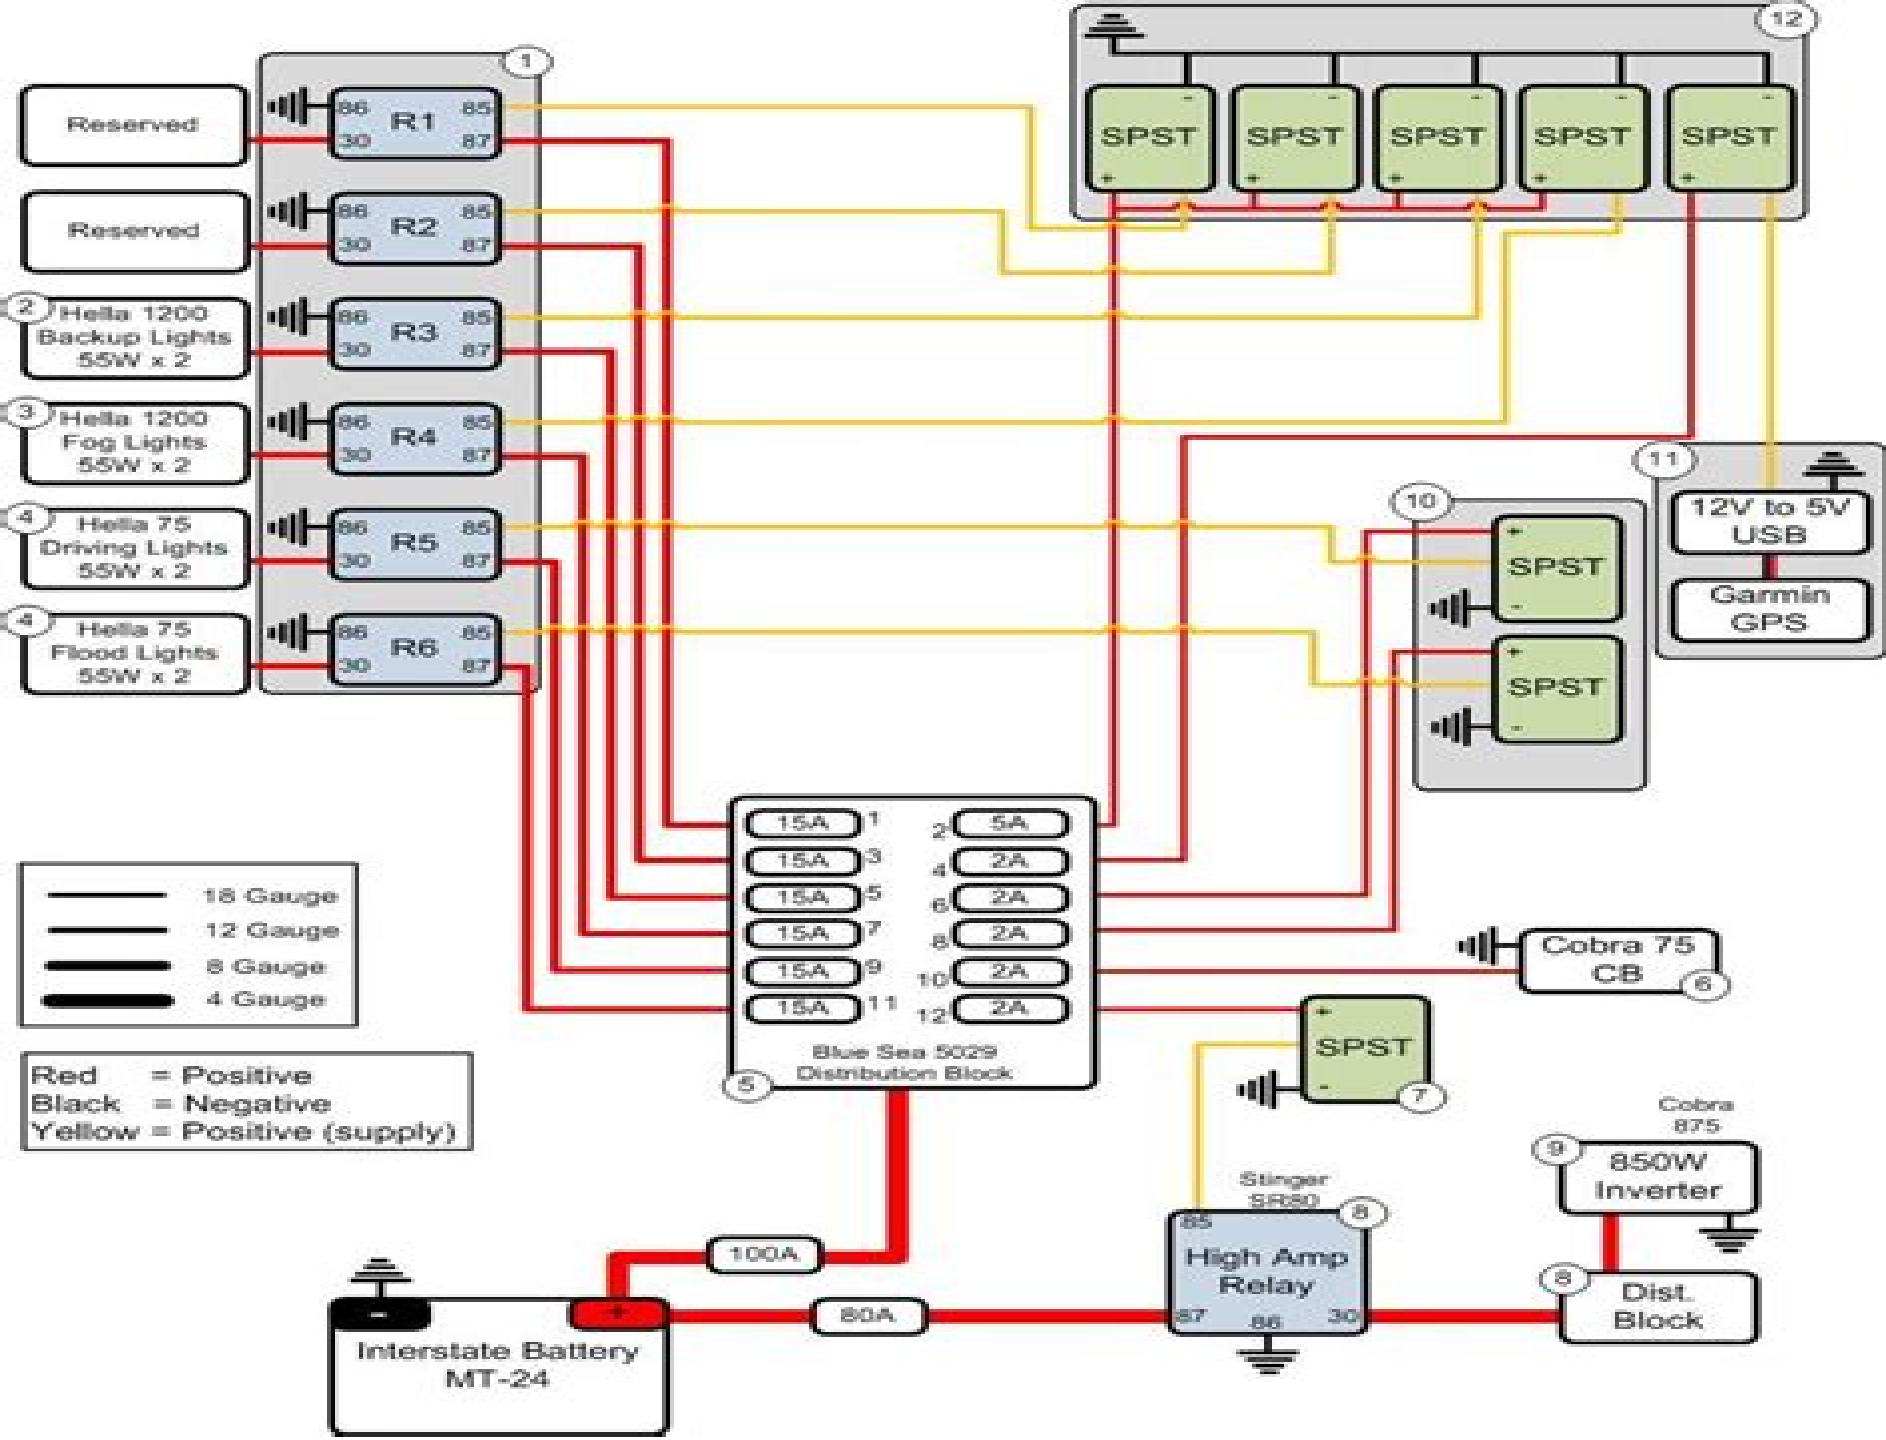 12
1
Reserved
86 R1 85
30 87
SPST SPST SPST SPST SPST
Reserved
86 R2 85
30 87
2
Hella 1200
Backup Lights
55W x 2
86 R3 85
30 87
3
Hella 1200
Fog Lights
55W x 2
86 R4 85
30 87
4
Hella 75
Driving Lights
55W x 2
86 R5 85
30 87
4
Hella 75
Flood Lights
55W x 2
86 R6 85
30 87
11
12V to 5V
USB
Garmin
GPS
10
SPST
SPST
15A 1 2 5A
15A 3 4 2A
15A 5 6 2A
15A 7 8 2A
15A 9 10 2A
15A 11 12 2A
Blue Sea 5029
Distribution Block
5
18 Gauge
12 Gauge
8 Gauge
4 Gauge
Red = Positive
Black = Negative
Yellow = Positive (supply)
Cobra 75
CB
6
SPST
7
Cobra
875
9
850W
Inverter
Stinger
SR80
8
85
High Amp
Relay
87 86 30
8
Dist.
Block
100A
80A
- +
Interstate Battery
MT-24